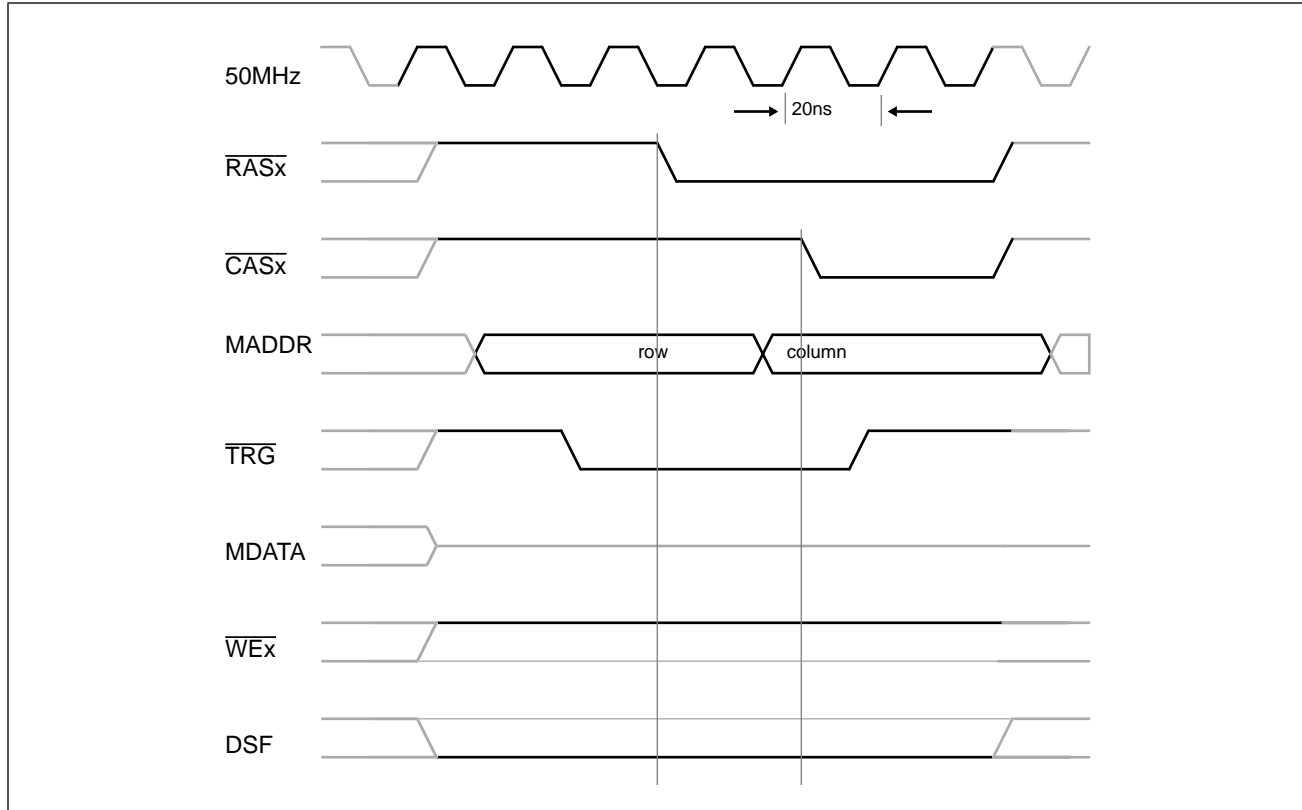 50MHz
20ns
RASx
CASx
MADDR
row
column
TRG
MDATA
WEx
DSF